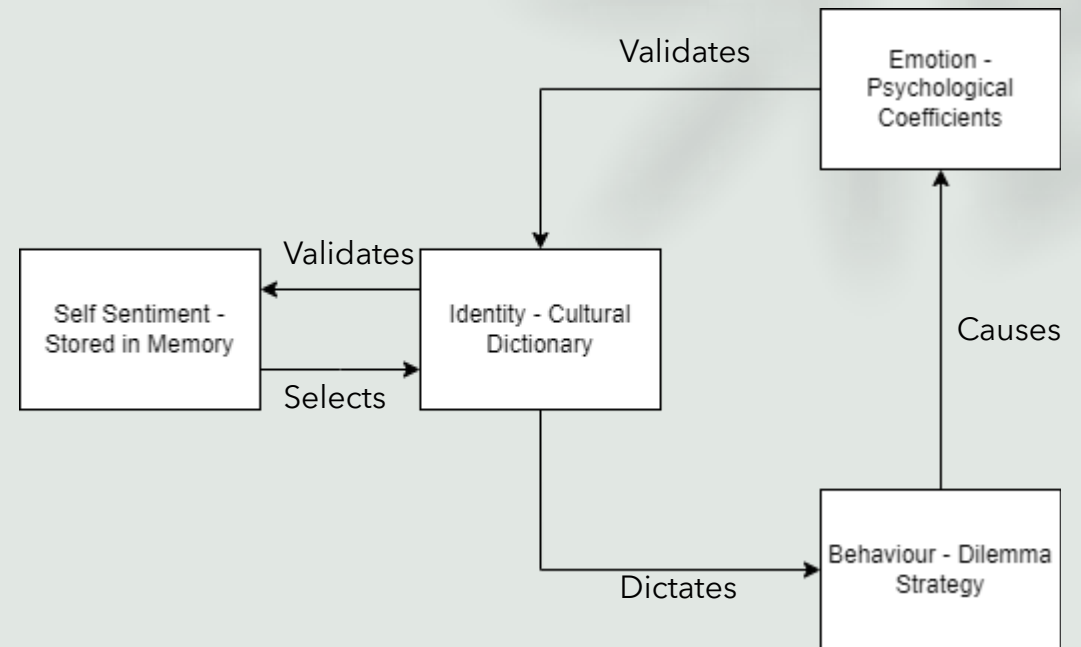 Validates
Emotion -
Psychological
Coefficients
Validates
Self Sentiment -
Stored in Memory
Identity - Cultural
Dictionary
Causes
Selects
Behaviour - Dilemma
Strategy
Dictates